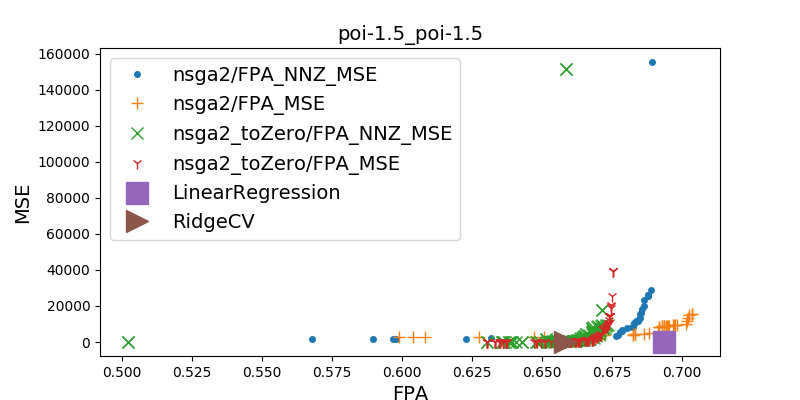 poi-1.5_poi-1.5
160000
140000
120000
100000
80000
60000
40000
20000
0
MSE
nsga2/FPA_NNZ_MSE
nsga2/FPA_MSE
nsga2_toZero/FPA_NNZ_MSE
nsga2_toZero/FPA_MSE
LinearRegression
RidgeCV
0.500 0.525 0.550 0.575 0.600 0.625 0.650 0.675 0.700
FPA